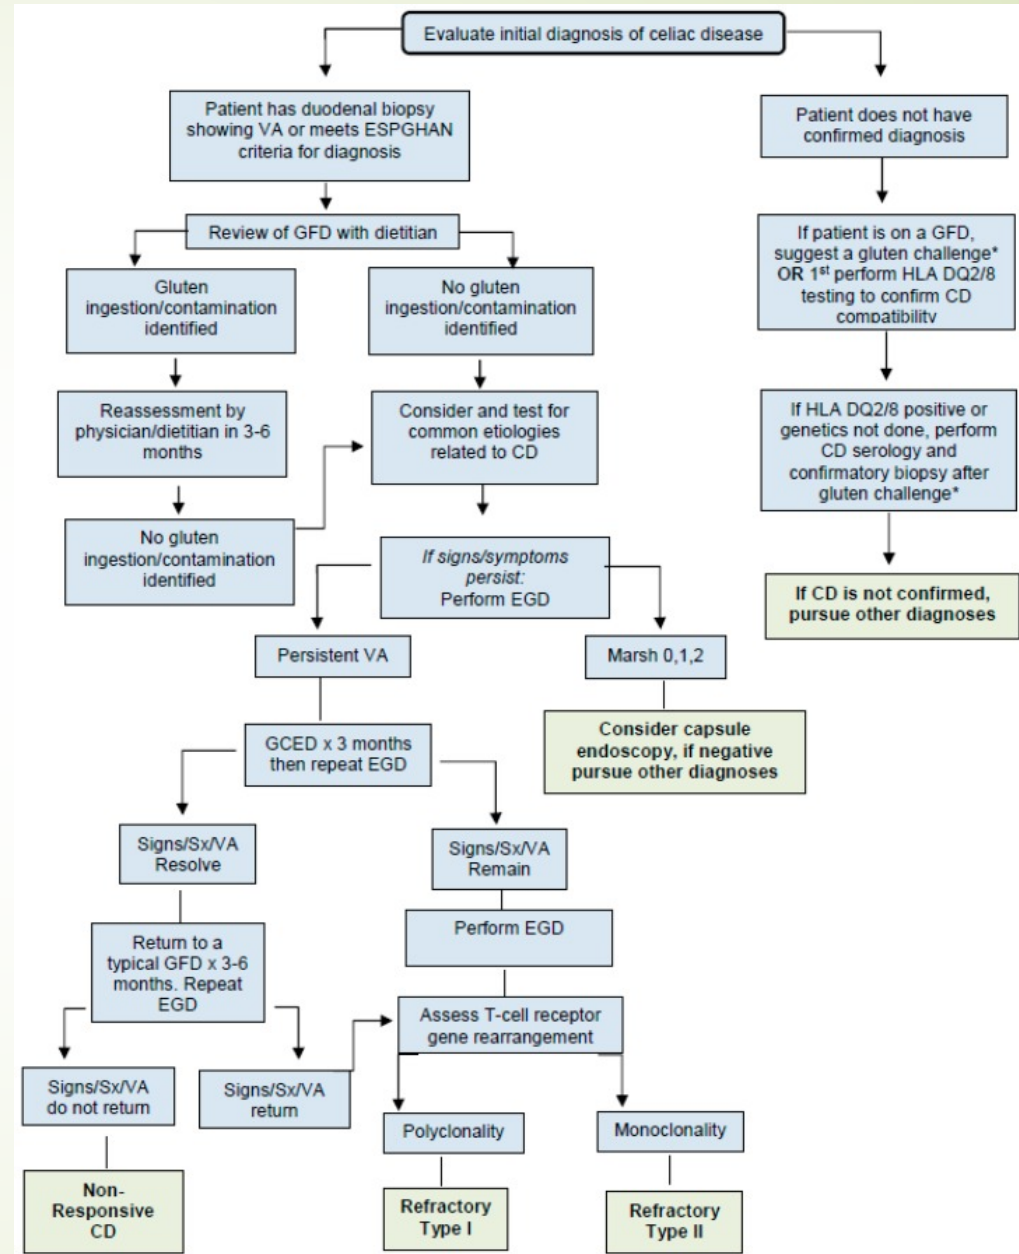 Evaluate initial diagnosis of celiac disease
Patient has duodenal biopsy
showing VA or meets ESPGHAN
criteria for diagnosis
Patient does not have
confirmed diagnosis
Review of GFD with dietitian
If patient is on a GFD,
suggest a gluten challenge*
OR 1st perform HLA DQ2/8
testing to confirm CD
compatibility
Gluten
ingestion/contamination
identified
No gluten
ingestion/contamination
identified
Reassessment by
physician/dietitian in 3-6
months
Consider and test for
common etiologies
related to CD
If HLA DQ2/8 positive or
genetics not done, perform
CD serology and
confirmatory biopsy after
gluten challenge*
No gluten
ingestion/contamination
identified
If signs/symptoms
persist:
Perform EGD
If CD is not confirmed,
pursue other diagnoses
Persistent VA
Marsh 0,1,2
GCED x 3 months
then repeat EGD
Consider capsule
endoscopy, if negative
pursue other diagnoses
Signs/Sx/VA
Resolve
Signs/Sx/VA
Remain
Return to a
typical GFD x 3-6
months. Repeat
EGD
Perform EGD
Assess T-cell receptor
gene rearrangement
Signs/Sx/VA
do not return
Signs/Sx/VA
return
Polyclonality
Monoclonality
Non-
Responsive
CD
Refractory
Type I
Refractory
Type II